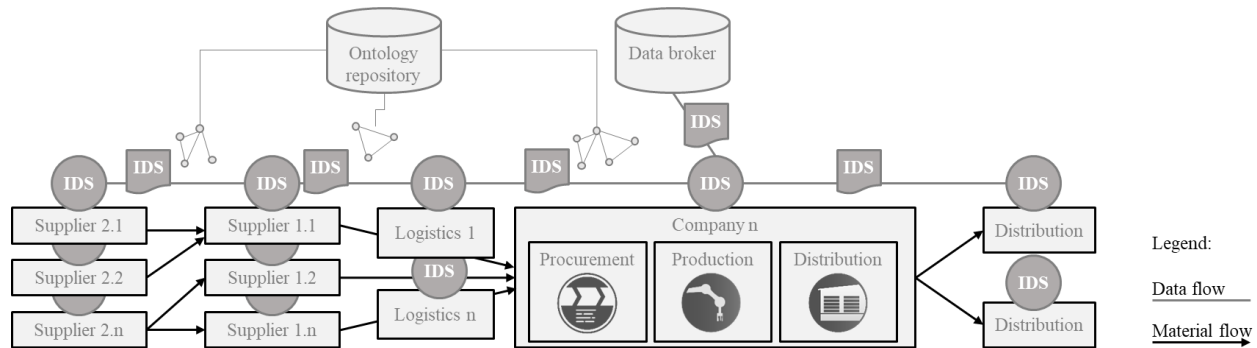 Ontology
repository
Data broker
IDS
IDS
IDS
IDS
IDS
IDS
IDS
IDS
IDS
IDS
Supplier 2.1
Supplier 1.1
Logistics 1
Company n
Distribution
Supplier 2.2
Supplier 1.2
IDS
Procurement
Production
Distribution
IDS
Supplier 2.n
Supplier 1.n
Logistics n
Distribution
Legend:
Data flow
Material flow